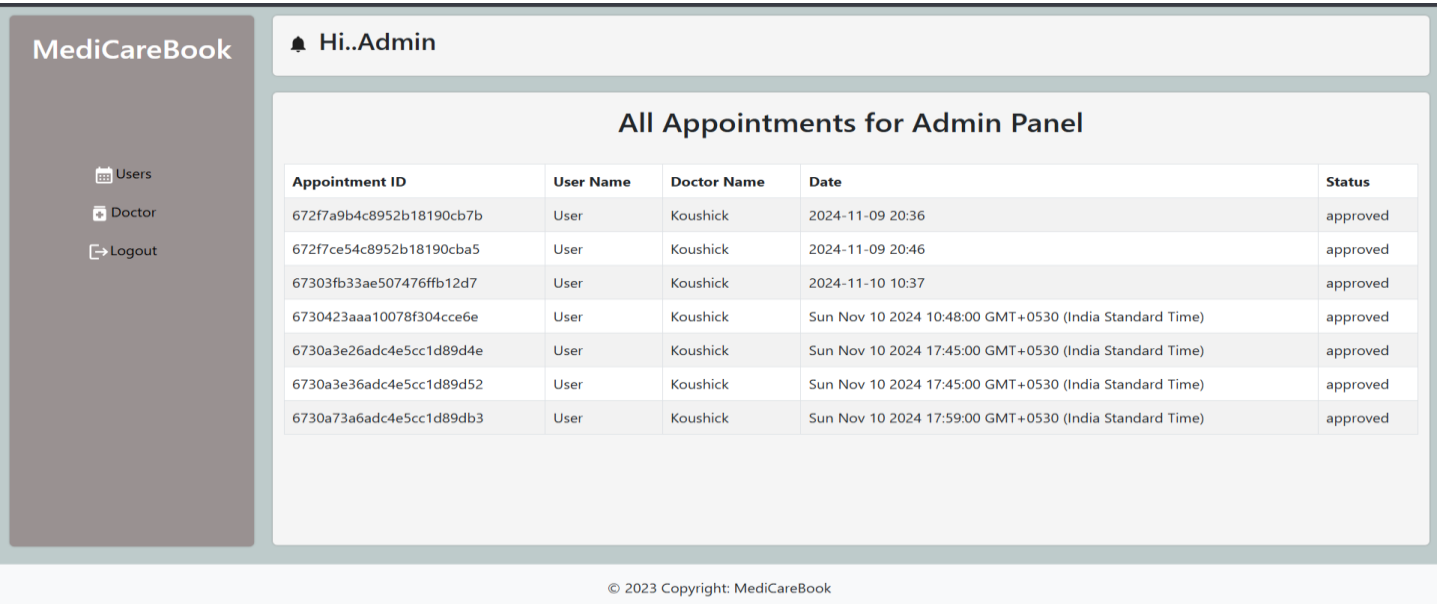 MediCareBook
Users
Doctor
Logout
Hi..Admin
All Appointments for Admin Panel
Appointment ID User Name Doctor Name Date Status
672f7a9b4c8952b18190cb7b User Koushick 2024-11-09 20:36 approved
672f7ce54c8952b18190cba5 User Koushick 2024-11-09 20:46 approved
67303fb33ae507476ffb12d7 User Koushick 2024-11-10 10:37 approved
6730423aaa10078f304cce6e User Koushick Sun Nov 10 2024 10:48:00 GMT+0530 (India Standard Time) approved
6730a3e26adc4e5cc1d89d4e User Koushick Sun Nov 10 2024 17:45:00 GMT+0530 (India Standard Time) approved
6730a3e36adc4e5cc1d89d52 User Koushick Sun Nov 10 2024 17:45:00 GMT+0530 (India Standard Time) approved
6730a73a6adc4e5cc1d89db3 User Koushick Sun Nov 10 2024 17:59:00 GMT+0530 (India Standard Time) approved
© 2023 Copyright: MediCareBook